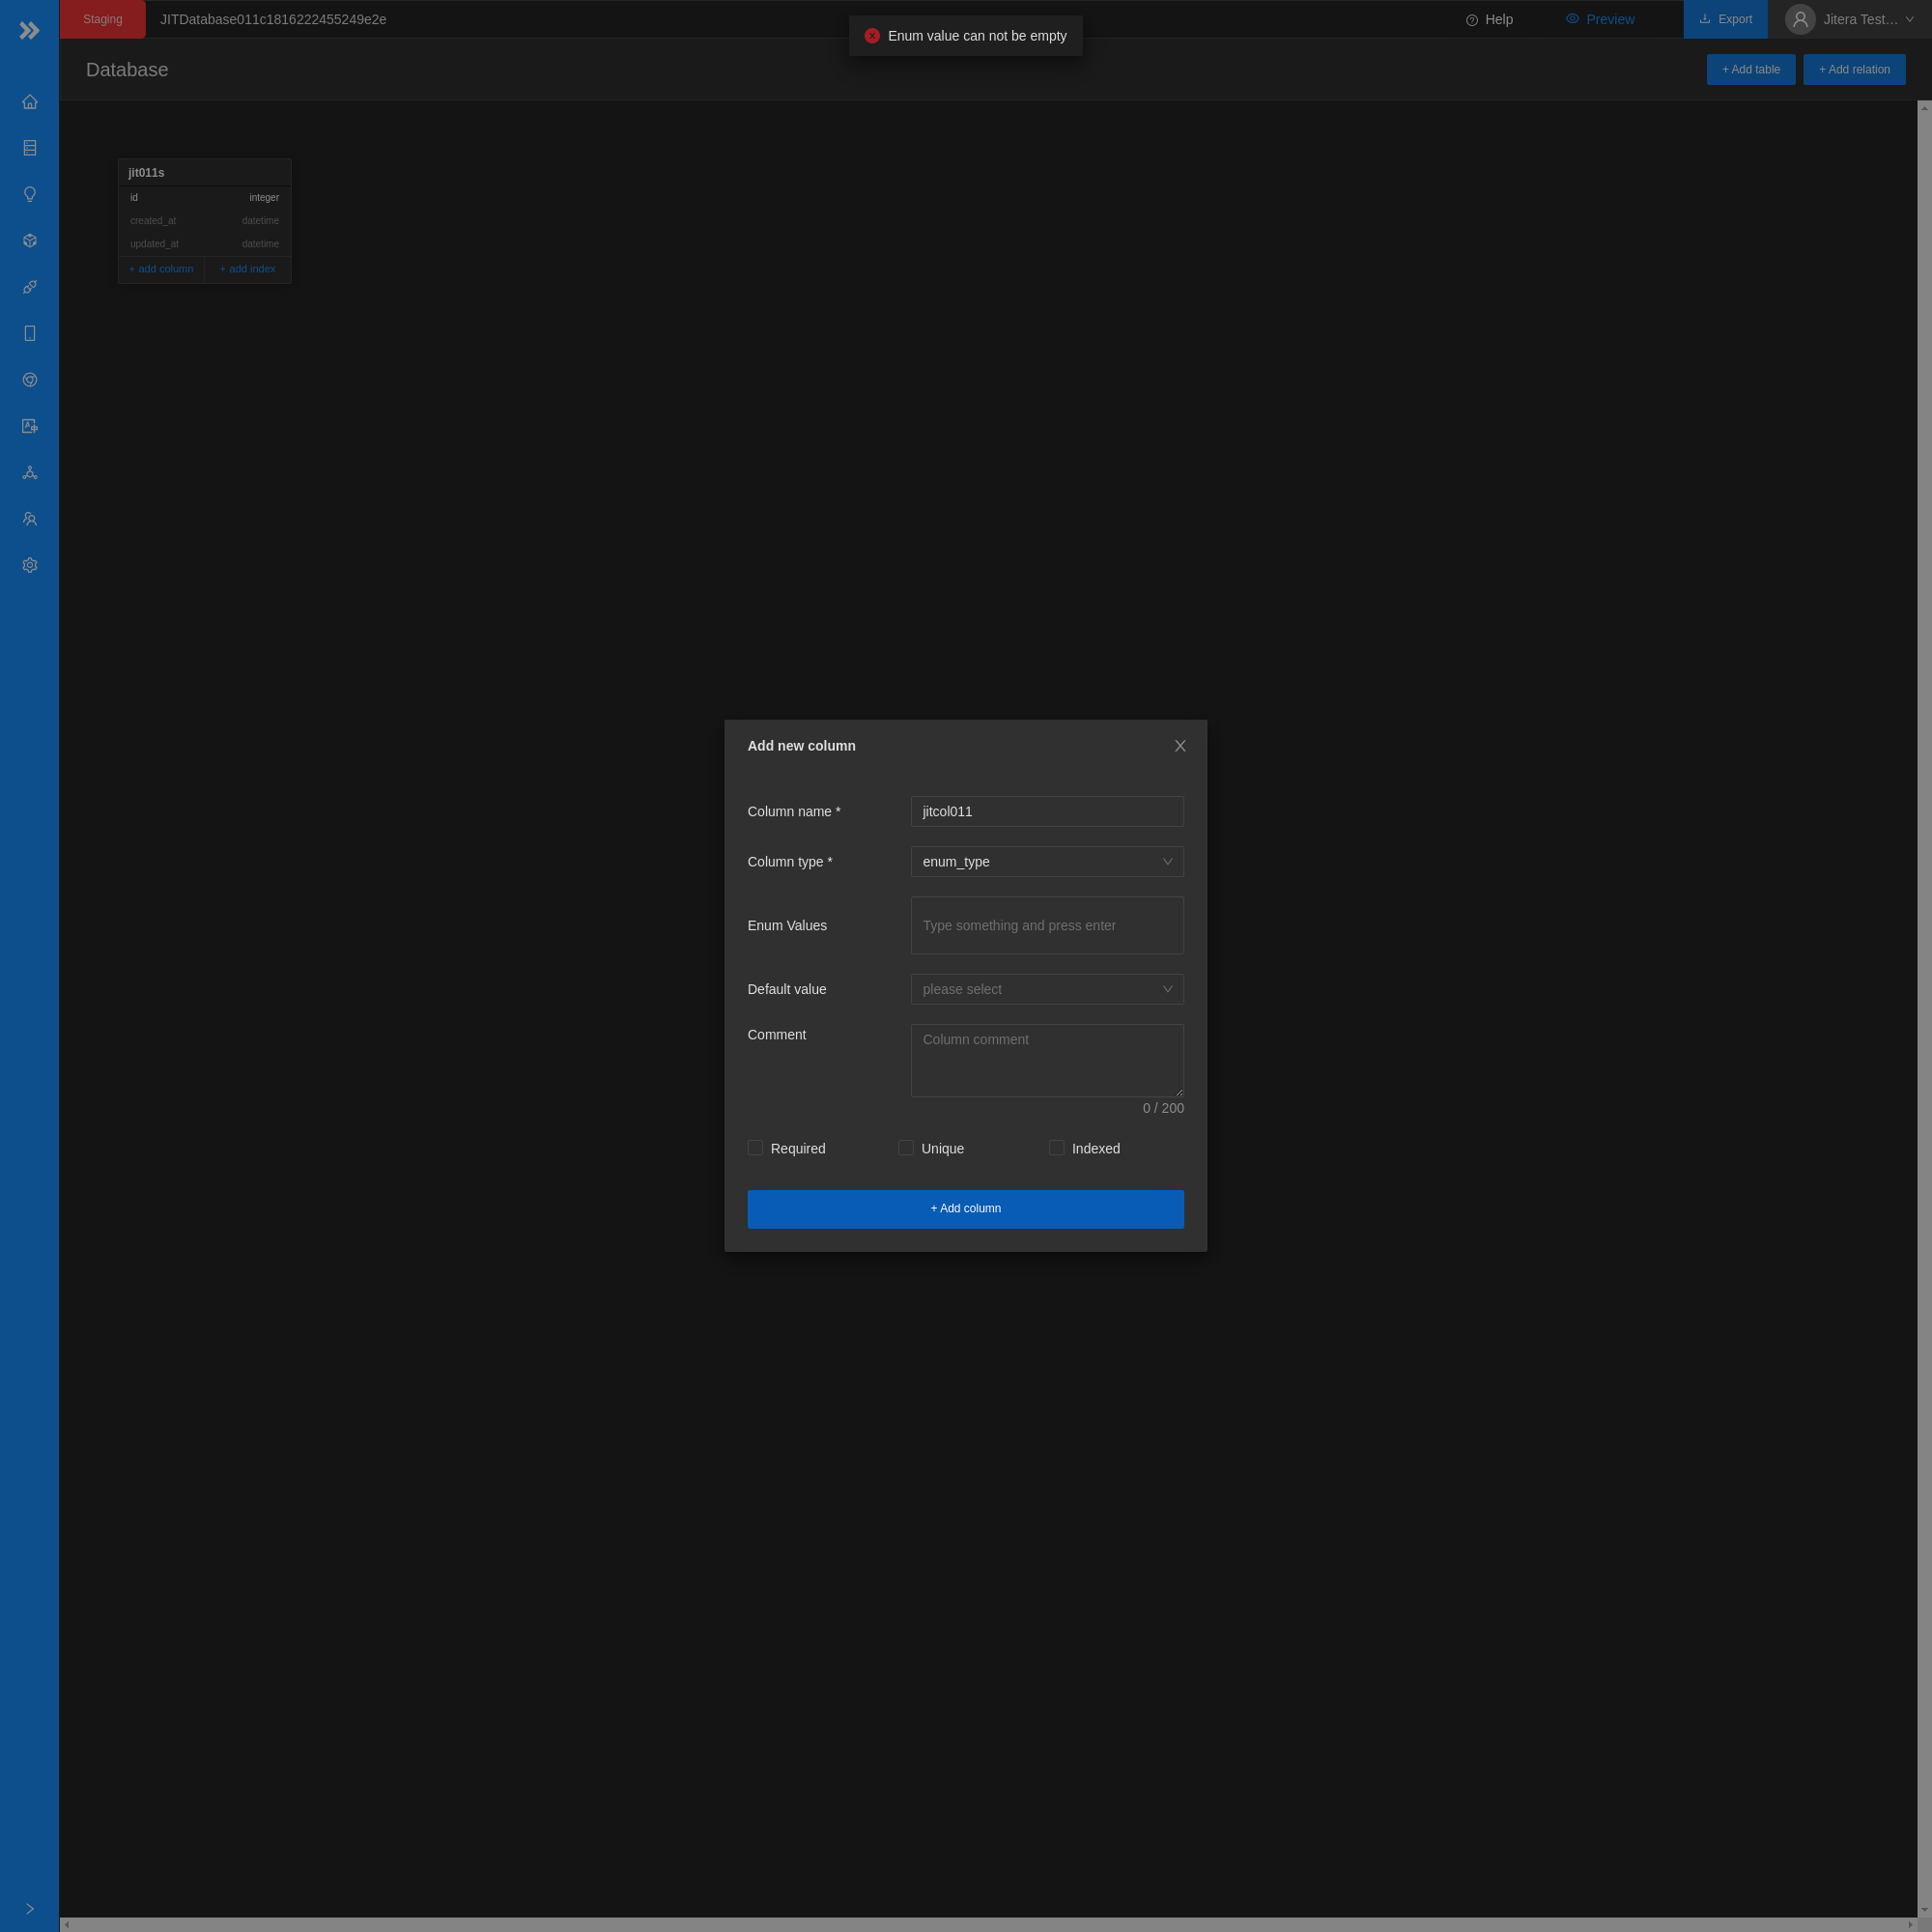 Staging
JITDatabase011c1816222455249e2e
Enum value can not be empty
Help
Preview
Export
Jitera Test...
Database
+ Add table
+ Add relation
jit011s
id integer
created_at datetime
updated_at datetime
+ add column
+ add index
Add new column
Column name * jitcol011
Column type * enum_type
Enum Values Type something and press enter
Default value please select
Comment Column comment
0 / 200
Required Unique Indexed
+ Add column